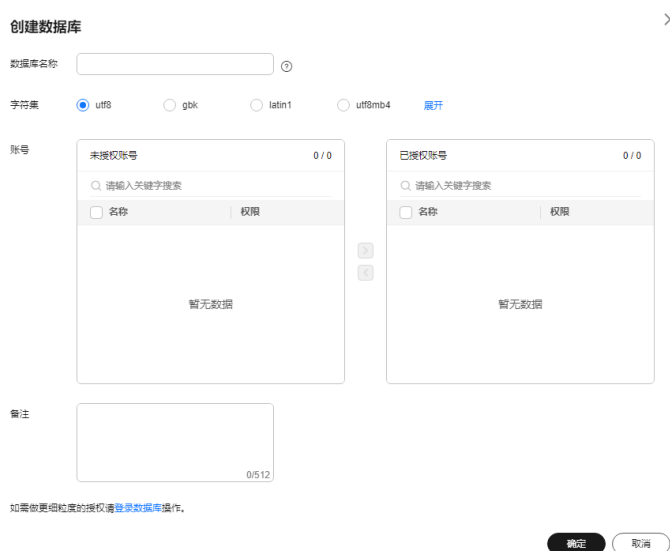 创建数据库
数据库名称
字符集 utf8 gbk latin1 utf8mb4 展开
账号
未授权账号 0 / 0
请输入关键字搜索
名称 权限
暂无数据
已授权账号 0 / 0
请输入关键字搜索
名称 权限
暂无数据
备注
0/512
如需做更细粒度的授权请登录数据库操作。
确定 取消